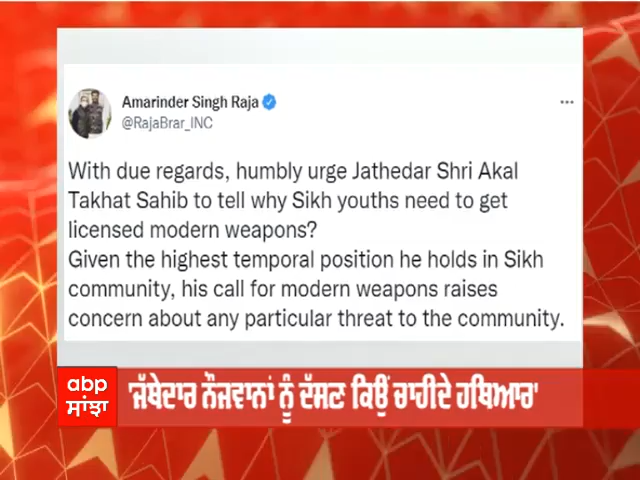 Amarinder Singh Raja
@RajaBrar_INC
With due regards, humbly urge Jathedar Shri Akal
Takhat Sahib to tell why Sikh youths need to get
licensed modern weapons?
Given the highest temporal position he holds in Sikh
community, his call for modern weapons raises
concern about any particular threat to the community.
abp
ਸਾਂਝਾ
'ਜੱਥੇਦਾਰ ਨੌਜਵਾਨਾਂ ਨੂੰ ਦੱਸਣ ਕਿਉਂ ਚਾਹੀਦੇ ਹਥਿਆਰ'